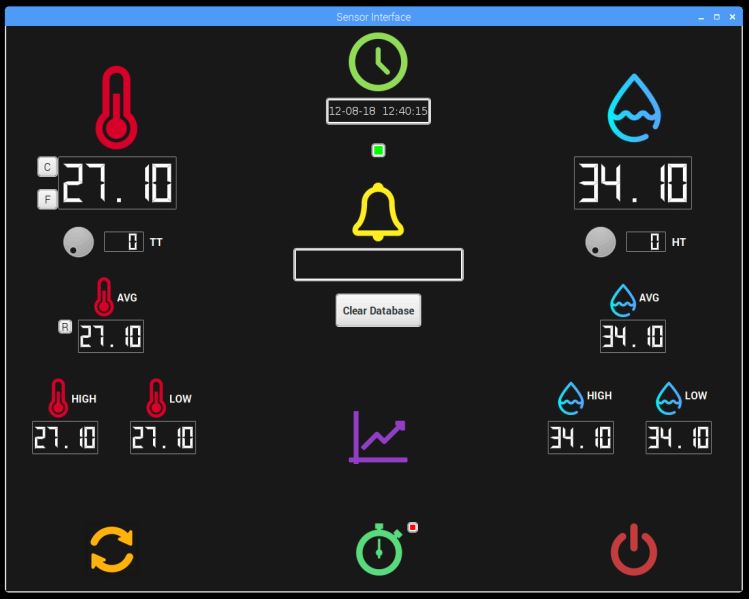 Sensor Interface
12-08-18 12:40:15
C
27.10
F
34.10
0 TT
0 HT
Clear Database
AVG
R
27.10
AVG
34.10
HIGH
LOW
27.10
27.10
HIGH
LOW
34.10
34.10